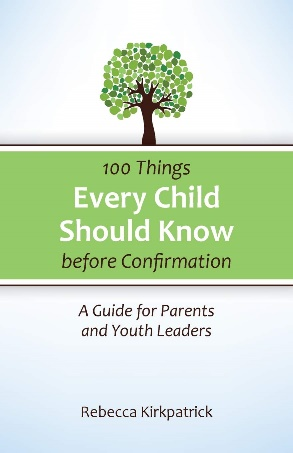 100 Things
Every Child
Should Know
before Confirmation
A Guide for Parents
and Youth Leaders
Rebecca Kirkpatrick